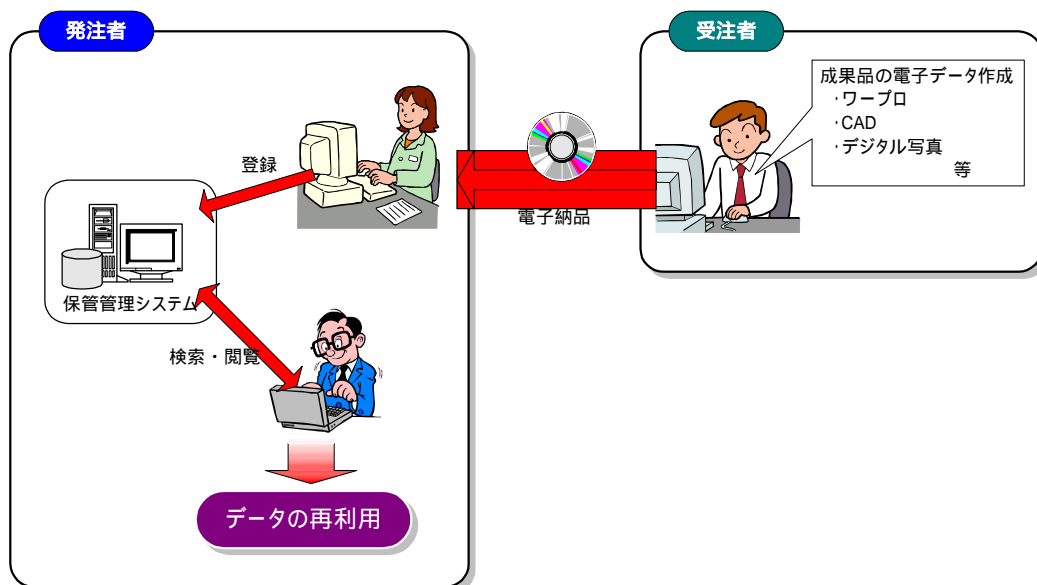 発注者
受注者
成果品の電子データ作成
・ワープロ
・CAD
・デジタル写真
等
登録
電子納品
保管管理システム
検索・閲覧
データの再利用